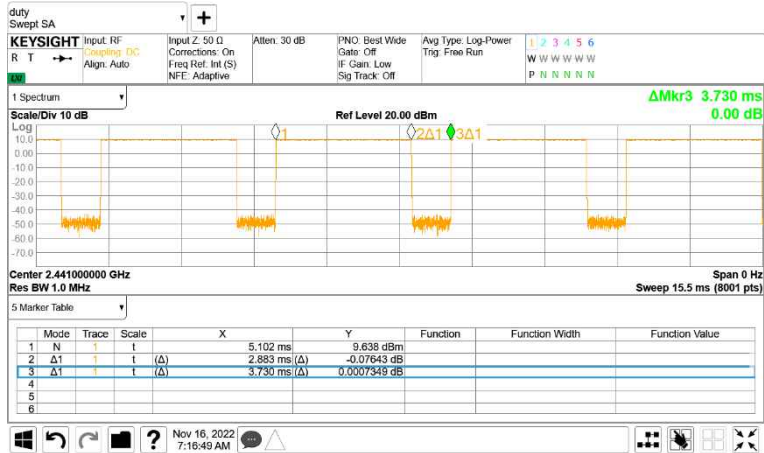 duty
Swept SA
+
KEYSIGHT Input: RF Input Z: 50 Ω Atten: 30 dB PNO: Best Wide Avg Type: Log-Power 1 2 3 4 5 6
R T Coupling: DC Corrections: On Gate: Off Trig: Free Run W W W W W W
Align: Auto Freq Ref: Int (S) IF Gain: Low P N N N N N
LXI NFE: Adaptive Sig Track: Off
1 Spectrum ΔMkr3 3.730 ms
Scale/Div 10 dB Ref Level 20.00 dBm 0.00 dB
Log 1 2Δ1 3Δ1
10.0
0.00
-20.0
-40.0
-50.0
-60.0
-70.0
Center 2.441000000 GHz Span 0 Hz
Res BW 1.0 MHz Sweep 15.5 ms (8001 pts)
5 Marker Table
Mode Trace Scale X Y Function Function Width Function Value
1 N 1 t 5.102 ms 9.638 dBm
2 Δ1 1 t (Δ) 2.883 ms (Δ) -0.07643 dB
3 Δ1 1 t (Δ) 3.730 ms (Δ) 0.0007349 dB
4
5
6
? Nov 16, 2022
7:16:49 AM